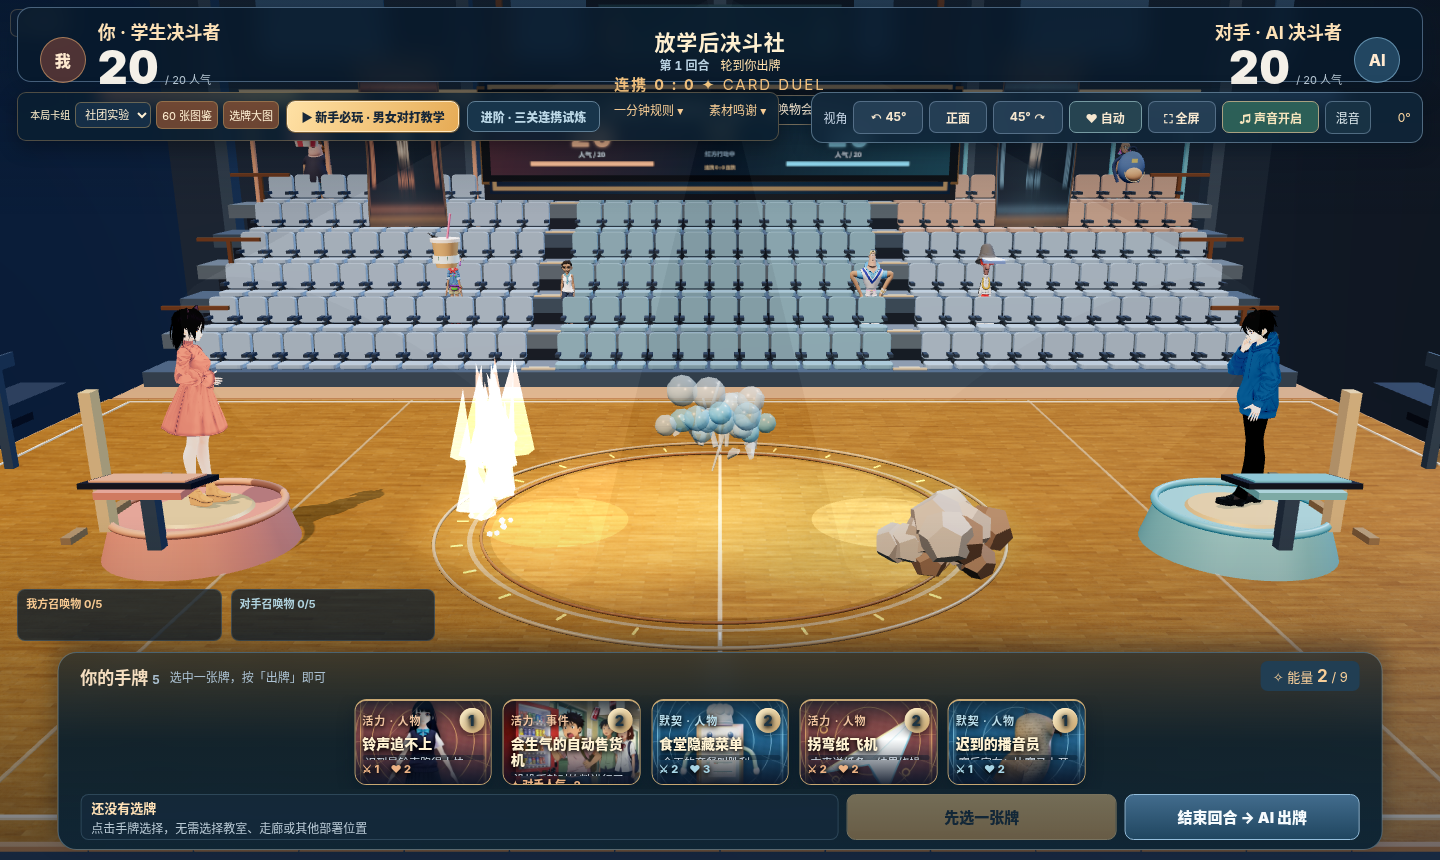 我
你 · 学生决斗者
20 / 20 人气
放学后决斗社
第 1 回合 轮到你出牌
连携 0 : 0 ✦ CARD DUEL
对手 · AI 决斗者
20 / 20 人气
AI
本局卡组
社团实验
60 张图鉴
选牌大图
▶ 新手必玩 · 男女对打教学
进阶 · 三关连携试炼
一分钟规则 ▾
素材鸣谢 ▾
唤物会
视角
↶ 45°
正面
45° ↷
♥ 自动
⛶ 全屏
♫ 声音开启
混音
0°
人气 / 20
人气 / 20
我方召唤物 0/5
对手召唤物 0/5
你的手牌 5 选中一张牌，按「出牌」即可
✧ 能量 2 / 9
活力 · 人物
1
铃声追不上
⚔ 1 ♥ 2
活力 · 事件
2
会生气的自动售货机
默契 · 人物
2
食堂隐藏菜单
⚔ 2 ♥ 3
活力 · 人物
2
拐弯纸飞机
⚔ 2 ♥ 2
默契 · 人物
1
迟到的播音员
⚔ 1 ♥ 2
还没有选牌
点击手牌选择，无需选择教室、走廊或其他部署位置
先选一张牌
结束回合 → AI 出牌